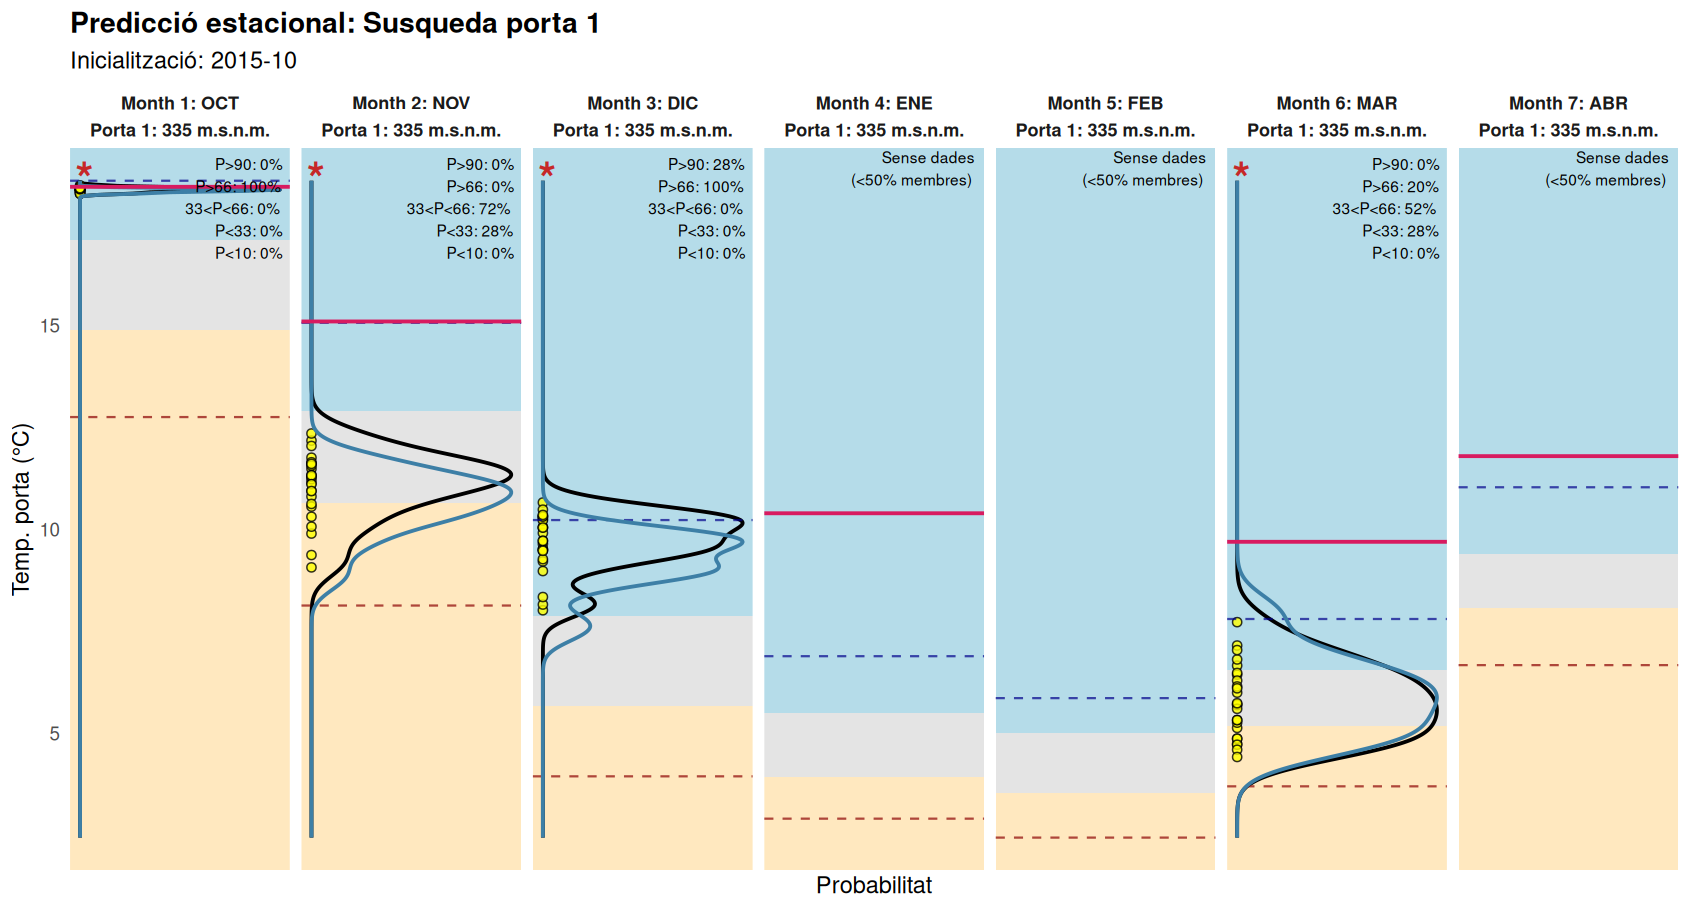 Predicció estacional: Susqueda porta 1
Inicialització: 2015-10
Month 1: OCT
Porta 1: 335 m.s.n.m.
Month 2: NOV
Porta 1: 335 m.s.n.m.
Month 3: DIC
Porta 1: 335 m.s.n.m.
Month 4: ENE
Porta 1: 335 m.s.n.m.
Month 5: FEB
Porta 1: 335 m.s.n.m.
Month 6: MAR
Porta 1: 335 m.s.n.m.
Month 7: ABR
Porta 1: 335 m.s.n.m.
*
P>90: 0%
P>66: 100%
33<P<66: 0%
P<33: 0%
P<10: 0%
*
P>90: 0%
P>66: 0%
33<P<66: 72%
P<33: 28%
P<10: 0%
*
P>90: 28%
P>66: 100%
33<P<66: 0%
P<33: 0%
P<10: 0%
Sense dades
(<50% membres)
Sense dades
(<50% membres)
*
P>90: 0%
P>66: 20%
33<P<66: 52%
P<33: 28%
P<10: 0%
Sense dades
(<50% membres)
15
10
5
Temp. porta (°C)
Probabilitat